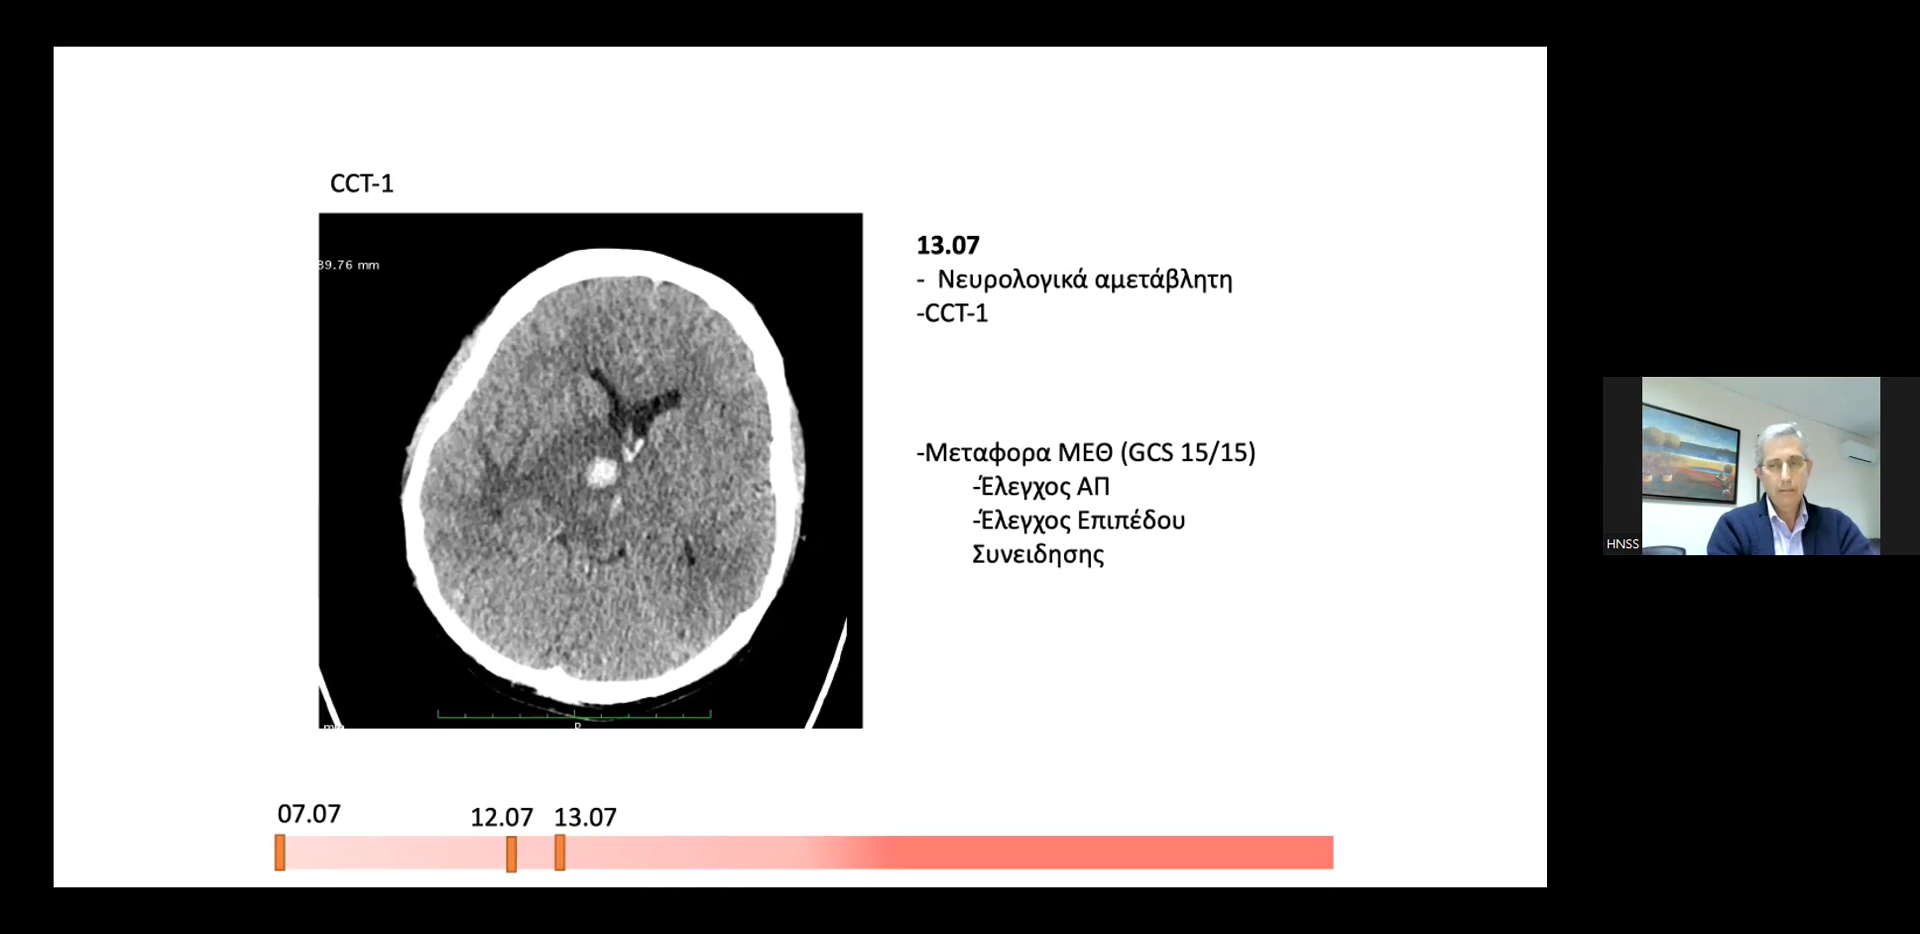 CCT-1
39.76 mm
13.07
- Νευρολογικά αμετάβλητη
-CCT-1
-Μεταφορα ΜΕΘ (GCS 15/15)
-Έλεγχος ΑΠ
-Έλεγχος Επιπέδου
Συνειδησης
HNSS
07.07
12.07
13.07